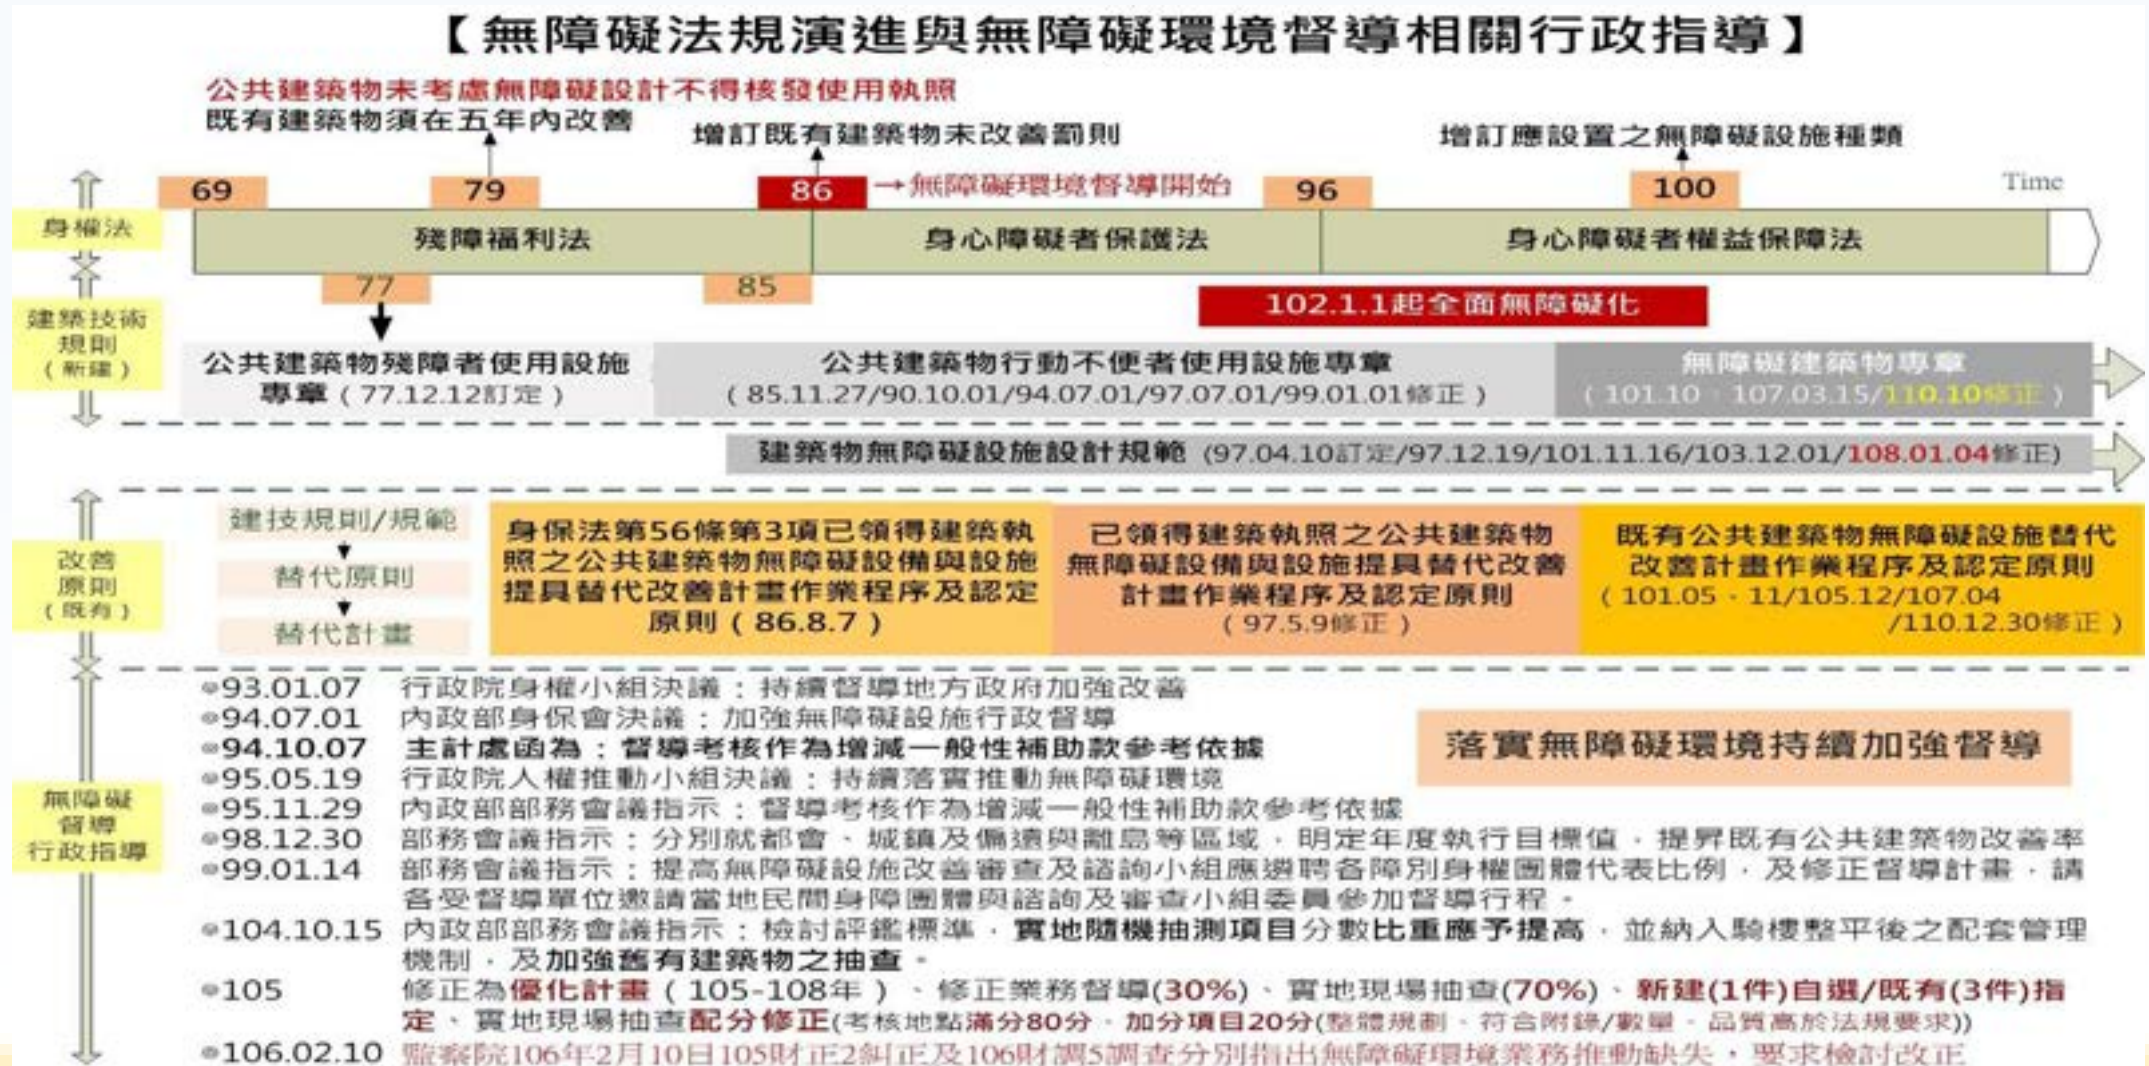 【無障礙法規演進與無障礙環境督導相關行政指導】
公共建築物未考慮無障礙設計不得核發使用執照
既有建築物須在五年內改善
增訂既有建築物未改善罰則
增訂應設置之無障礙設施種類
69
79
86
→無障礙環境督導開始
96
100
Time
身權法
殘障福利法
身心障礙者保護法
身心障礙者權益保障法
77
85
102.1.1起全面無障礙化
建築技術
規則
(新建)
公共建築物殘障者使用設施
專章(77.12.12訂定)
公共建築物行動不便者使用設施專章
(85.11.27/90.10.01/94.07.01/97.07.01/99.01.01修正)
無障礙建築物專章
(101.10、107.03.15/110.10修正)
建築物無障礙設施設計規範 (97.04.10訂定/97.12.19/101.11.16/103.12.01/108.01.04修正)
改善
原則
(既有)
建技規則/規範
替代原則
替代計畫
身保法第56條第3項已領得建築執
照之公共建築物無障礙設備與設施
提具替代改善計畫作業程序及認定
原則(86.8.7)
已領得建築執照之公共建築物
無障礙設備與設施提具替代改善
計畫作業程序及認定原則
(97.5.9修正)
既有公共建築物無障礙設施替代
改善計畫作業程序及認定原則
(101.05、11/105.12/107.04
/110.12.30修正)
無障礙
督導
行政指導
93.01.07 行政院身權小組決議:持續督導地方政府加強改善
94.07.01 內政部身保會決議:加強無障礙設施行政督導
94.10.07 主計處函為:督導考核作為增減一般性補助款參考依據
95.05.19 行政院人權推動小組決議:持續落實推動無障礙環境
95.11.29 內政部部務會議指示:督導考核作為增減一般性補助款參考依據
落實無障礙環境持續加強督導
98.12.30 部務會議指示:分別就都會、城鎮及偏遠與離島等區域,明定年度執行目標值,提昇既有公共建築物改善率
99.01.14 部務會議指示:提高無障礙設施改善審查及諮詢小組應遴聘各障別身權團體代表比例,及修正督導計畫,請
各受督導單位邀請當地民間身障團體與諮詢及審查小組委員參加督導行程。
104.10.15 內政部部務會議指示:檢討評鑑標準,實地隨機抽測項目分數比重應予提高,並納入騎樓整平後之配套管理
機制,及加強舊有建築物之抽查。
105 修正為優化計畫(105-108年)、修正業務督導(30%)、實地現場抽查(70%)、新建(1件)自選/既有(3件)指
定、實地現場抽查配分修正(考核地點滿分80分、加分項目20分(整體規劃、符合附錄/數量、品質高於法規要求))
106.02.10 監察院106年2月10日105財正2糾正及106財調5調查分別指出無障礙環境業務推動缺失,要求檢討改正